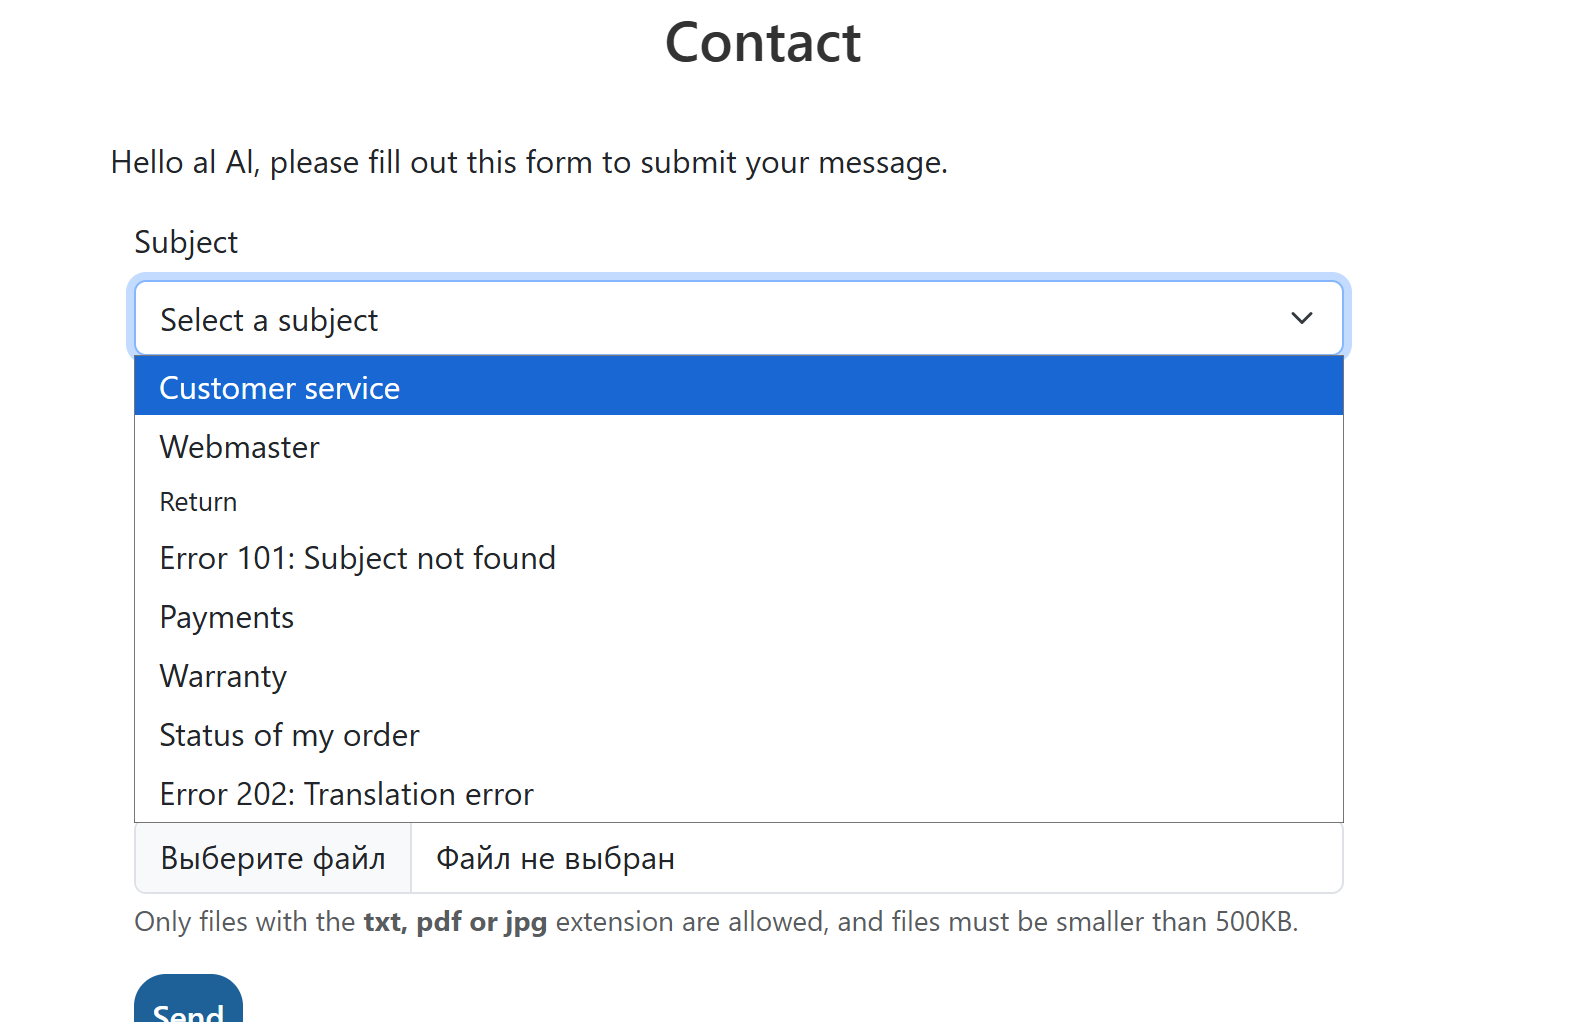 Contact
Hello al Al, please fill out this form to submit your message.
Subject
Select a subject
Customer service
Webmaster
Return
Error 101: Subject not found
Payments
Warranty
Status of my order
Error 202: Translation error
Выберите файл Файл не выбран
Only files with the txt, pdf or jpg extension are allowed, and files must be smaller than 500KB.
Send